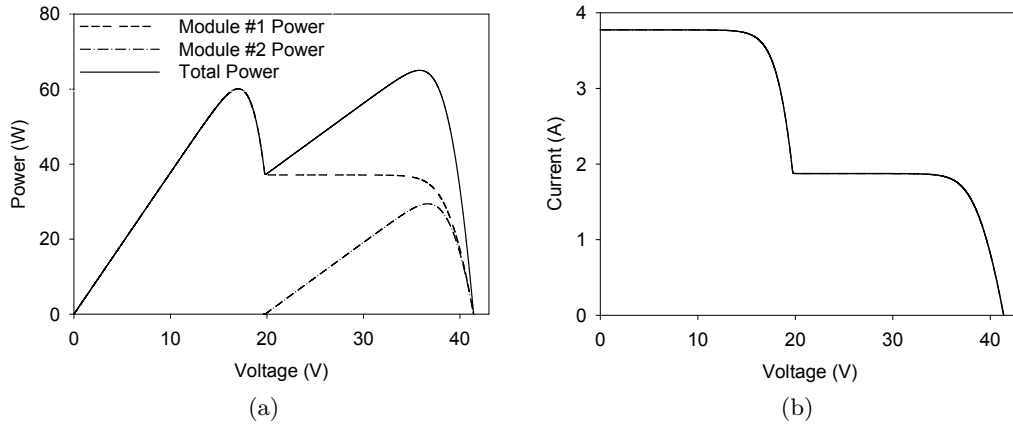 80
60
40
20
0
Power (W)
Module #1 Power
Module #2 Power
Total Power
0 10 20 30 40
Voltage (V)
(a)
4
3
2
1
0
Current (A)
0 10 20 30 40
Voltage (V)
(b)